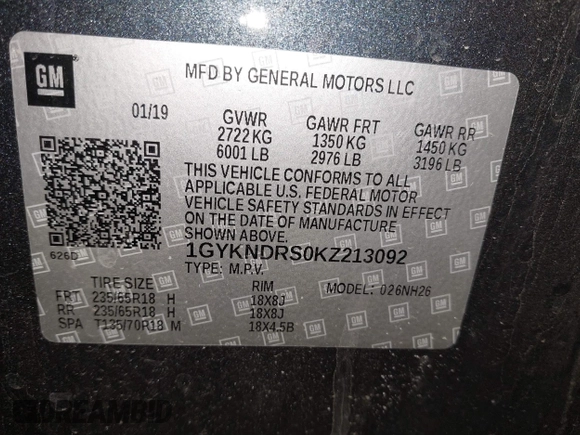 GM
MFD BY GENERAL MOTORS LLC
01/19 GVWR GAWR FRT GAWR RR
2722 KG 1350 KG 1450 KG
6001 LB 2976 LB 3196 LB
THIS VEHICLE CONFORMS TO ALL
APPLICABLE U.S. FEDERAL MOTOR
VEHICLE SAFETY STANDARDS IN EFFECT
ON THE DATE OF MANUFACTURE
SHOWN ABOVE.
626D 1GYKNDRS0KZ213092
TYPE: M.P.V.
TIRE SIZE RIM MODEL: 026NH26
FRT 235/65R18 H 18X8J
RR 235/65R18 H 18X8J
SPA T135/70R18 M 18X4.5B
DREAMBID